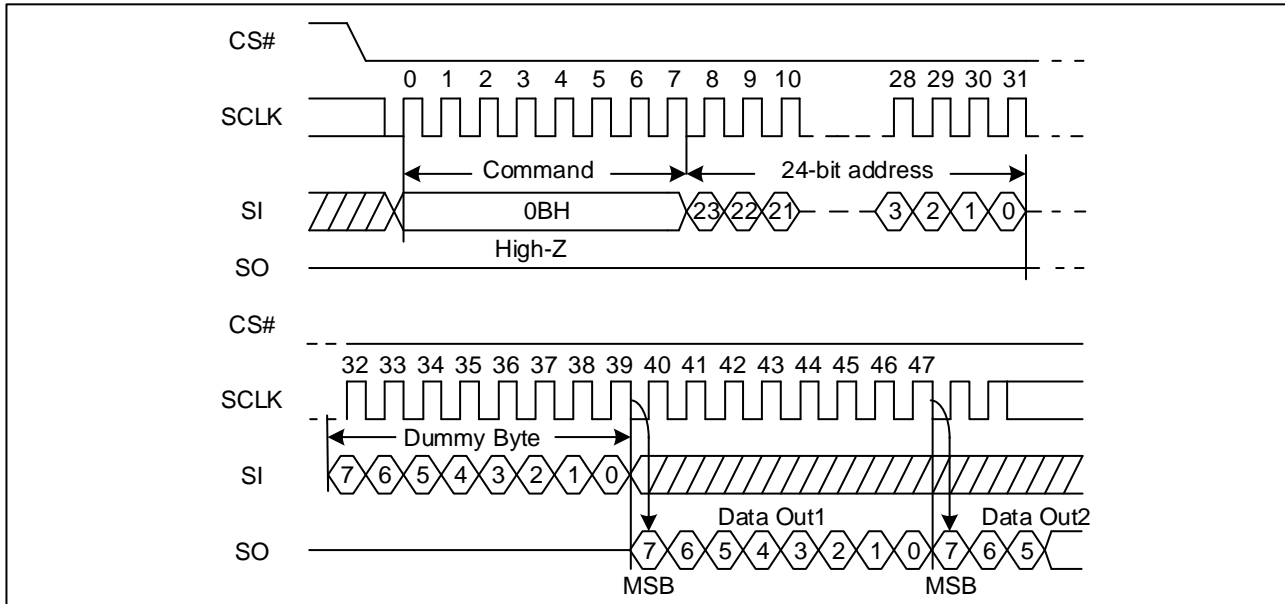 CS#
0 1 2 3 4 5 6 7 8 9 10 28 29 30 31
SCLK
Command 24-bit address
SI 0BH 23 22 21 3 2 1 0
High-Z
SO
CS#
32 33 34 35 36 37 38 39 40 41 42 43 44 45 46 47
SCLK
Dummy Byte
SI 7 6 5 4 3 2 1 0
Data Out1 Data Out2
SO 7 6 5 4 3 2 1 0 7 6 5
MSB MSB